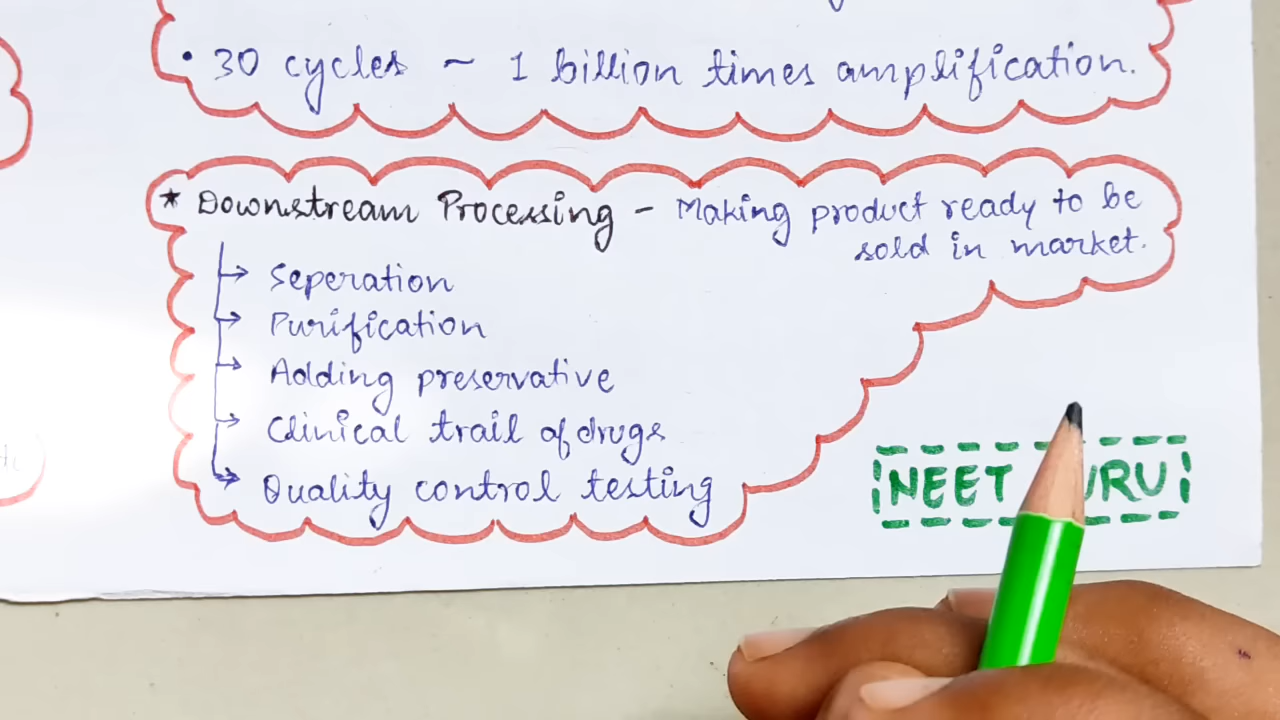 • 30 cycles ~ 1 billion times amplification.
★ Downstream Processing - Making product ready to be
sold in market.
→ Seperation
→ Purification
→ Adding preservative
→ Clinical trail of drugs
→ Quality control testing
NEET URU